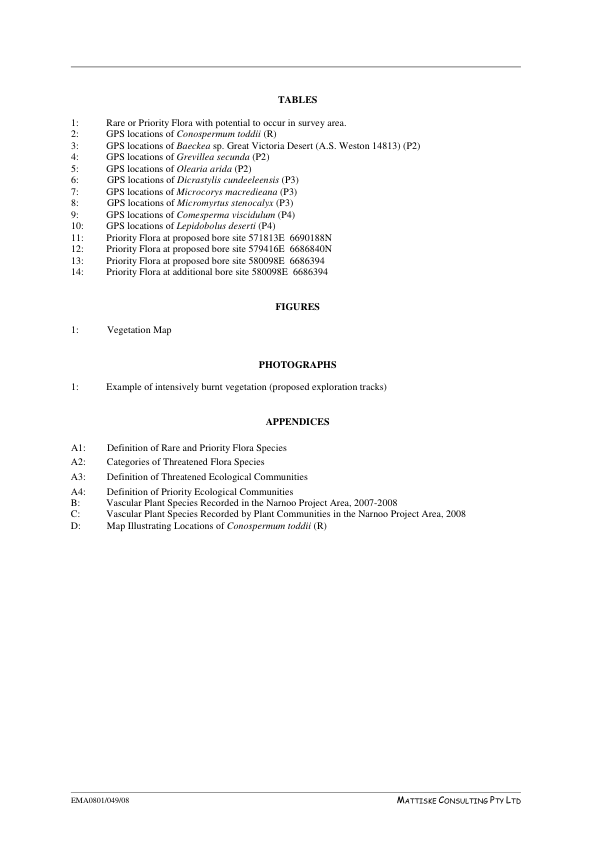 TABLES
1: Rare or Priority Flora with potential to occur in survey area.
2: GPS locations of Conospermum toddii (R)
3: GPS locations of Baeckea sp. Great Victoria Desert (A.S. Weston 14813) (P2)
4: GPS locations of Grevillea secunda (P2)
5: GPS locations of Olearia arida (P2)
6: GPS locations of Dicrastylis cundeeleensis (P3)
7: GPS locations of Microcorys macredieana (P3)
8: GPS locations of Micromyrtus stenocalyx (P3)
9: GPS locations of Comesperma viscidulum (P4)
10: GPS locations of Lepidobolus deserti (P4)
11: Priority Flora at proposed bore site 571813E 6690188N
12: Priority Flora at proposed bore site 579416E 6686840N
13: Priority Flora at proposed bore site 580098E 6686394
14: Priority Flora at additional bore site 580098E 6686394
FIGURES
1: Vegetation Map
PHOTOGRAPHS
1: Example of intensively burnt vegetation (proposed exploration tracks)
APPENDICES
A1: Definition of Rare and Priority Flora Species
A2: Categories of Threatened Flora Species
A3: Definition of Threatened Ecological Communities
A4: Definition of Priority Ecological Communities
B: Vascular Plant Species Recorded in the Narnoo Project Area, 2007-2008
C: Vascular Plant Species Recorded by Plant Communities in the Narnoo Project Area, 2008
D: Map Illustrating Locations of Conospermum toddii (R)
EMA0801/049/08 MATTISKE CONSULTING PTY LTD